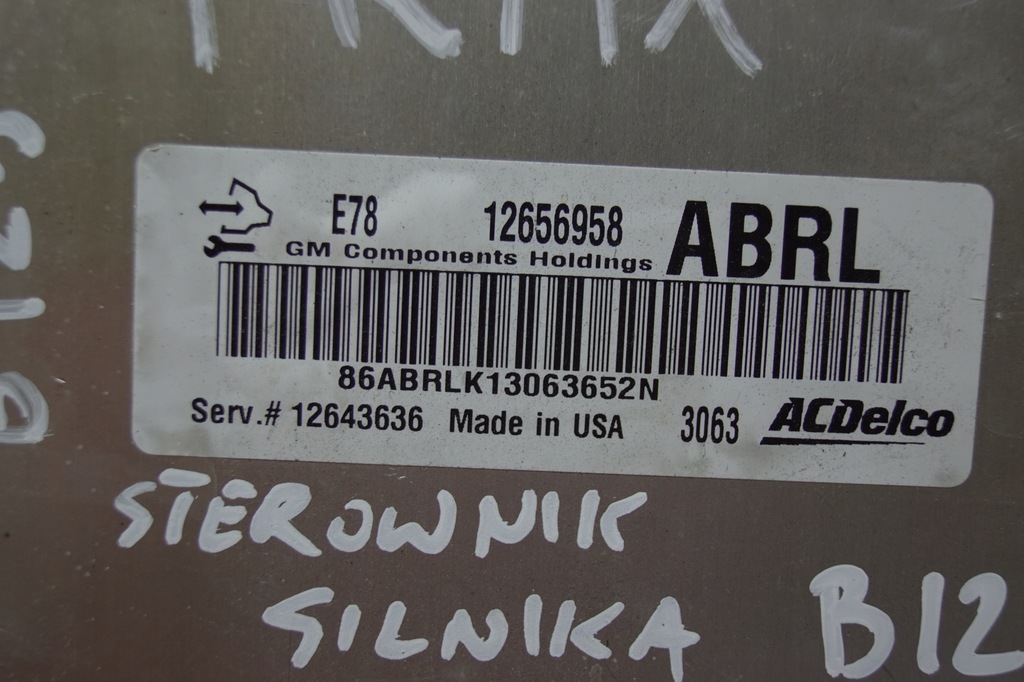 E78 12656958 ABRL
GM Components Holdings
86ABRLK13063652N
Serv.# 12643636 Made in USA 3063 ACDelco
STEROWNIK
SILNIKA B12